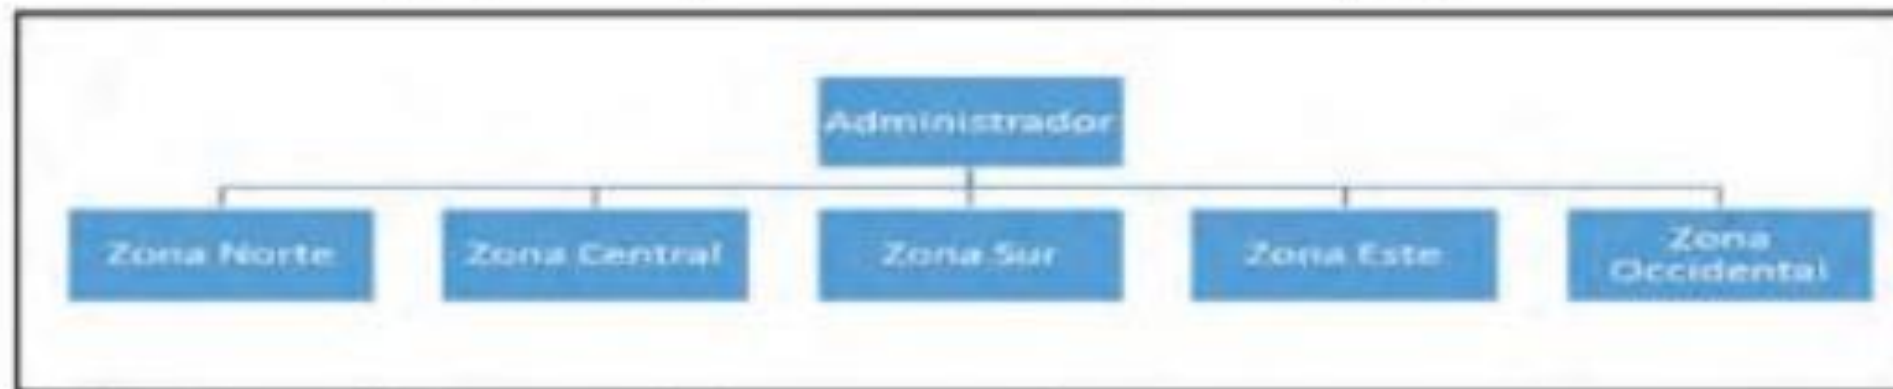 Administrador
Zona Norte
Zona Central
Zona Sur
Zona Este
Zona
Occidental